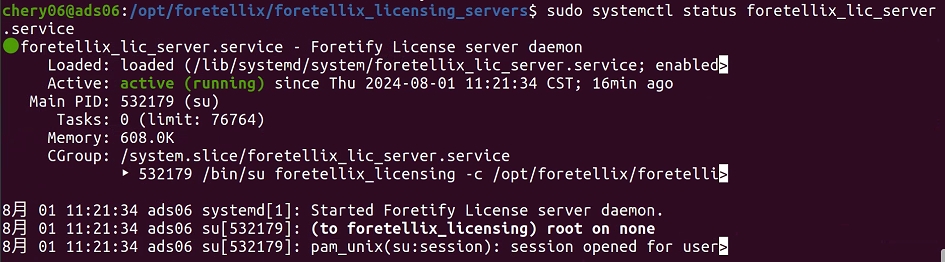 chery06@ads06:/opt/foretellix/foretellix_licensing_servers$ sudo systemctl status foretellix_lic_server
.service
●foretellix_lic_server.service - Foretify License server daemon
Loaded: loaded (/lib/systemd/system/foretellix_lic_server.service; enabled>
Active: active (running) since Thu 2024-08-01 11:21:34 CST; 16min ago
Main PID: 532179 (su)
Tasks: 0 (limit: 76764)
Memory: 608.0K
CGroup: /system.slice/foretellix_lic_server.service
‣ 532179 /bin/su foretellix_licensing -c /opt/foretellix/foretelli>
8月 01 11:21:34 ads06 systemd[1]: Started Foretify License server daemon.
8月 01 11:21:34 ads06 su[532179]: (to foretellix_licensing) root on none
8月 01 11:21:34 ads06 su[532179]: pam_unix(su:session): session opened for user>